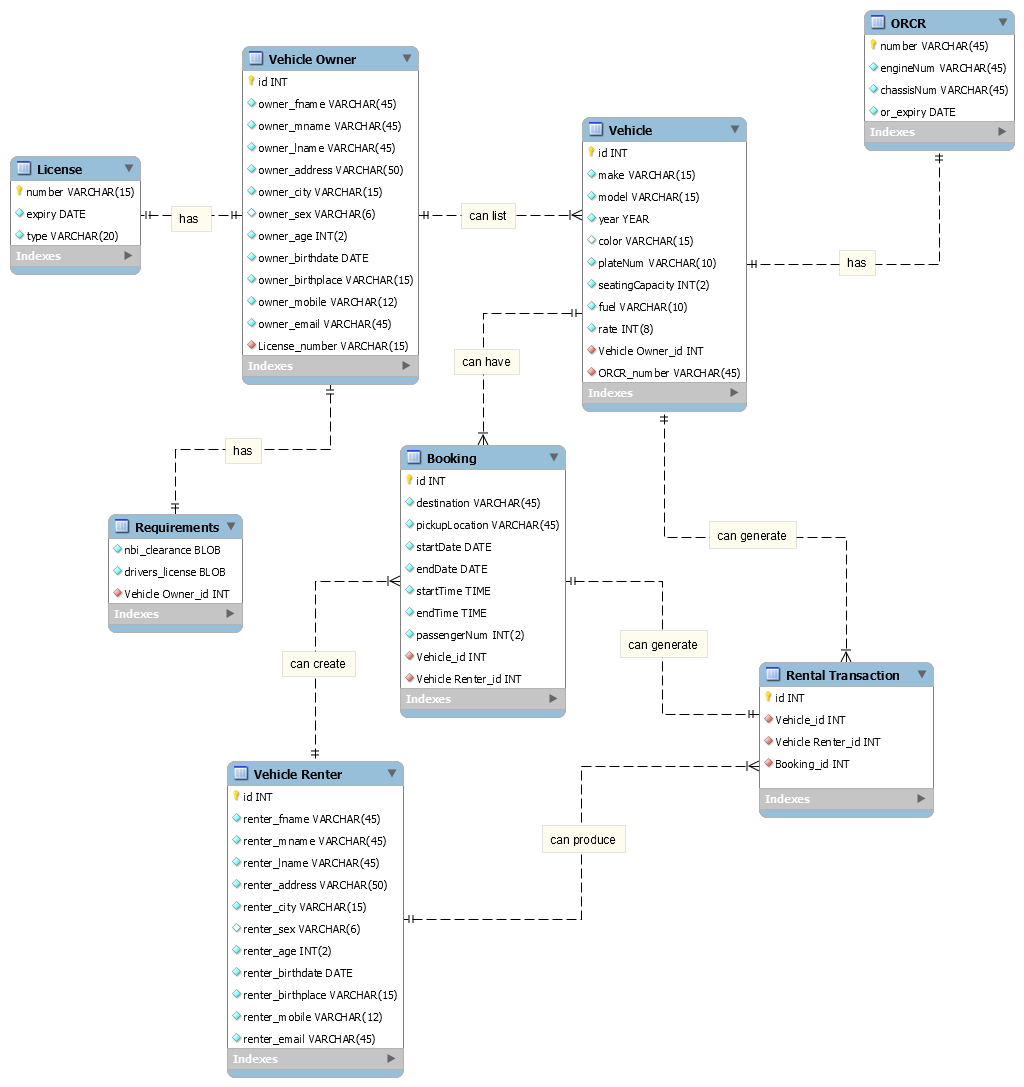 ORCR
number VARCHAR(45)
engineNum VARCHAR(45)
chassisNum VARCHAR(45)
or_expiry DATE
Indexes
Vehicle Owner
id INT
owner_fname VARCHAR(45)
owner_mname VARCHAR(45)
owner_lname VARCHAR(45)
owner_address VARCHAR(50)
owner_city VARCHAR(15)
owner_sex VARCHAR(6)
owner_age INT(2)
owner_birthdate DATE
owner_birthplace VARCHAR(15)
owner_mobile VARCHAR(12)
owner_email VARCHAR(45)
License_number VARCHAR(15)
Indexes
Vehicle
id INT
make VARCHAR(15)
model VARCHAR(15)
year YEAR
color VARCHAR(15)
plateNum VARCHAR(10)
seatingCapacity INT(2)
fuel VARCHAR(10)
rate INT(8)
Vehicle Owner_id INT
ORCR_number VARCHAR(45)
Indexes
License
number VARCHAR(15)
expiry DATE
type VARCHAR(20)
Indexes
has
can list
has
can have
has
Booking
id INT
destination VARCHAR(45)
pickupLocation VARCHAR(45)
startDate DATE
endDate DATE
startTime TIME
endTime TIME
passengerNum INT(2)
Vehicle_id INT
Vehicle Renter_id INT
Indexes
Requirements
nbi_clearance BLOB
drivers_license BLOB
Vehicle Owner_id INT
Indexes
can generate
can generate
can create
Rental Transaction
id INT
Vehicle_id INT
Vehicle Renter_id INT
Booking_id INT
Indexes
Vehicle Renter
id INT
renter_fname VARCHAR(45)
renter_mname VARCHAR(45)
renter_lname VARCHAR(45)
renter_address VARCHAR(50)
renter_city VARCHAR(15)
renter_sex VARCHAR(6)
renter_age INT(2)
renter_birthdate DATE
renter_birthplace VARCHAR(15)
renter_mobile VARCHAR(12)
renter_email VARCHAR(45)
Indexes
can produce